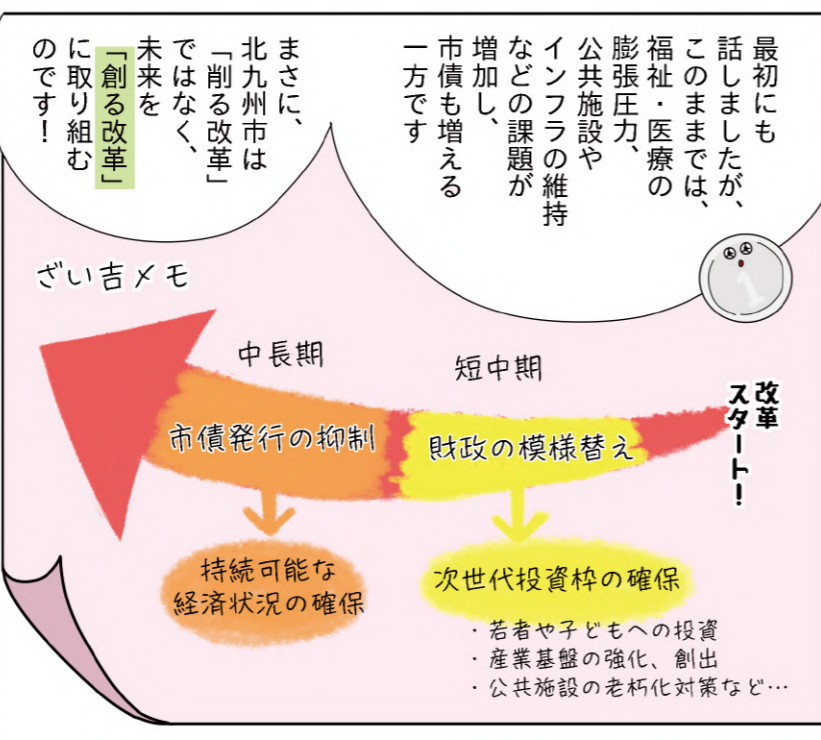 最初にも
話しましたが、
このままでは、
福祉・医療の
膨張圧力、
公共施設や
インフラの維持
などの課題が
増加し、
市債も増える
一方です
1
まさに、
北九州市は
「削る改革」
ではなく、
未来を
「創る改革」
に取り組む
のです！
ざい吉メモ
改革
スタート！
短中期
財政の模様替え
次世代投資枠の確保
・若者や子どもへの投資
・産業基盤の強化、創出
・公共施設の老朽化対策など…
中長期
市債発行の抑制
持続可能な
経済状況の確保